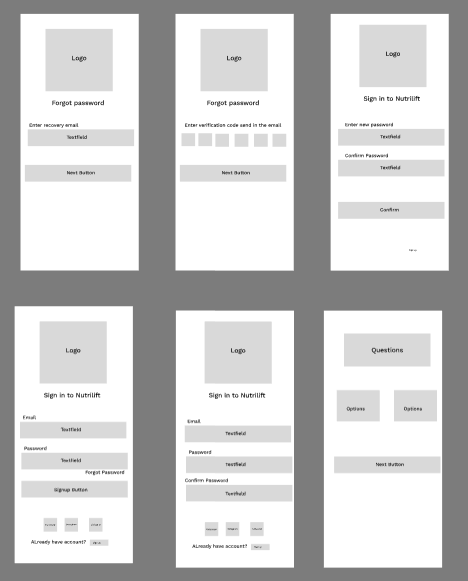 Logo
Forgot password
Enter recovery email
Textfield
Next Button
Logo
Forgot password
Enter verification code send in the email
Next Button
Logo
Sign in to Nutrilift
Enter new password
Textfield
Confirm Password
Textfield
Confirm
Logo
Sign in to Nutrilift
Email
Textfield
Password
Textfield
Forgot Password
Signup Button
ALready have account?
Logo
Sign in to Nutrilift
Email
Textfield
Password
Textfield
Confirm Password
Textfield
ALready have account?
Questions
Options
Options
Next Button